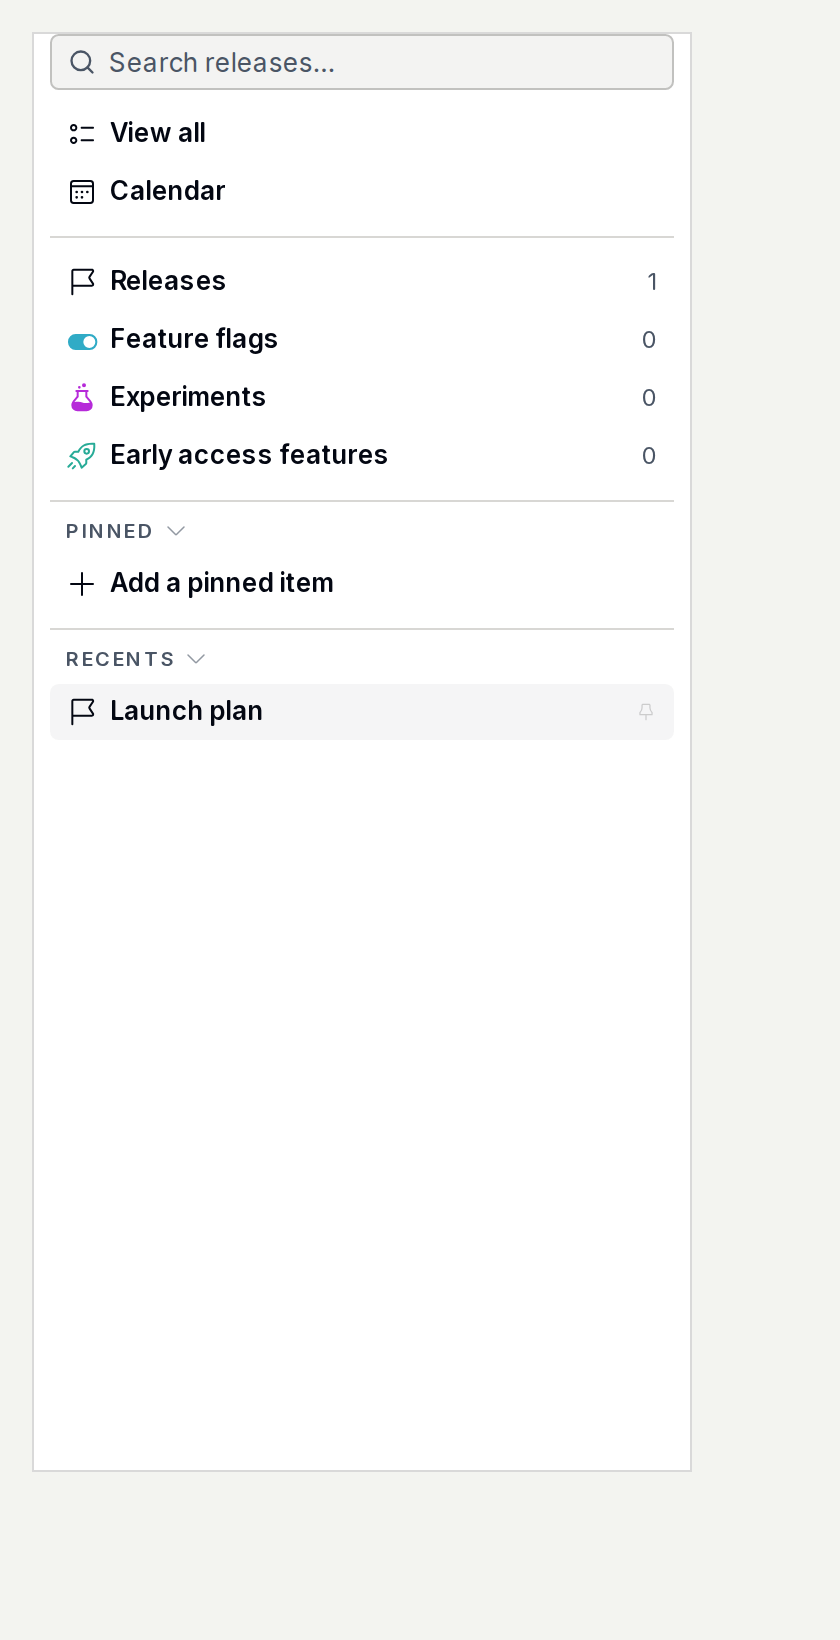 Search releases...
View all
Calendar
Releases 1
Feature flags 0
Experiments 0
Early access features 0
PINNED
Add a pinned item
RECENTS
Launch plan